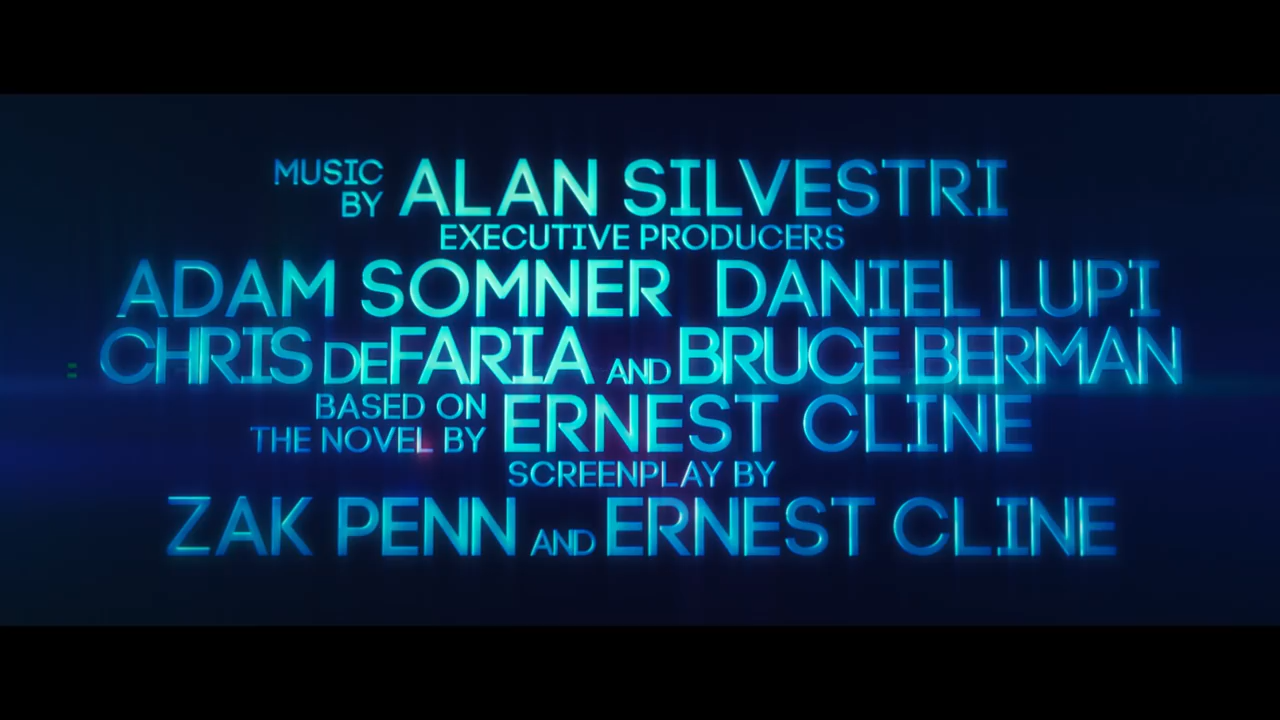 MUSIC BY ALAN SILVESTRI
EXECUTIVE PRODUCERS
ADAM SOMNER DANIEL LUPI
CHRIS DEFARIA AND BRUCE BERMAN
BASED ON THE NOVEL BY ERNEST CLINE
SCREENPLAY BY
ZAK PENN AND ERNEST CLINE